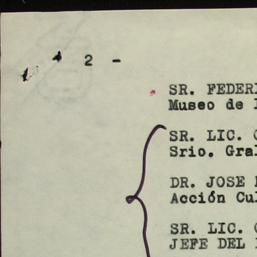 - 2 -
SR. FEDERI
Museo de
SR. LIC.
Srio. Gral
DR. JOSE
Acción Cul
SR. LIC.
JEFE DEL